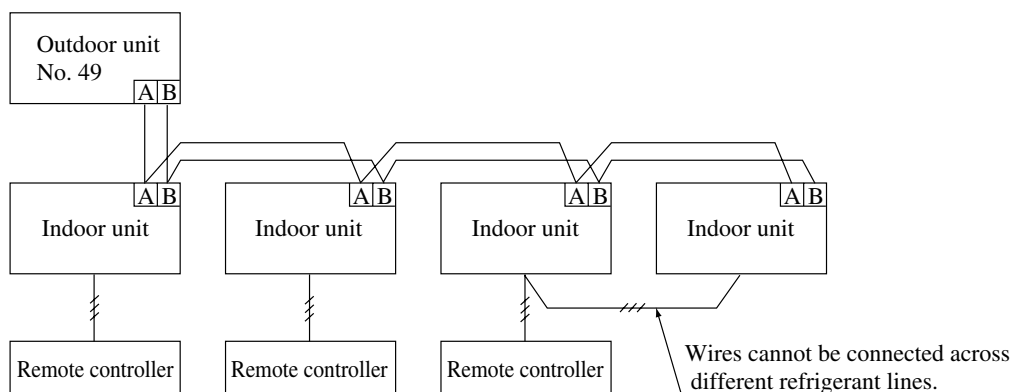 Outdoor unit
No. 49
A B
A B
A B
A B
A B
Indoor unit
Indoor unit
Indoor unit
Indoor unit
Remote controller
Remote controller
Remote controller
Wires cannot be connected across
different refrigerant lines.